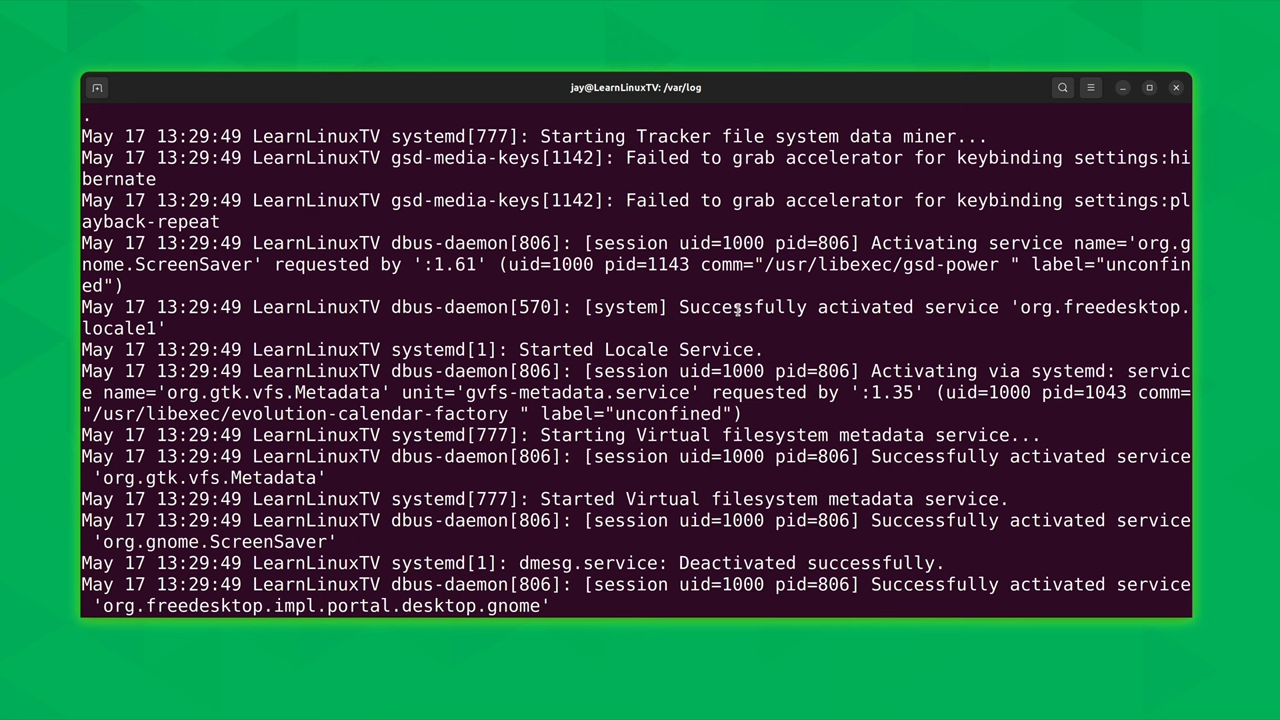 jay@LearnLinuxTV: /var/log
.
May 17 13:29:49 LearnLinuxTV systemd[777]: Starting Tracker file system data miner...
May 17 13:29:49 LearnLinuxTV gsd-media-keys[1142]: Failed to grab accelerator for keybinding settings:hi
bernate
May 17 13:29:49 LearnLinuxTV gsd-media-keys[1142]: Failed to grab accelerator for keybinding settings:pl
ayback-repeat
May 17 13:29:49 LearnLinuxTV dbus-daemon[806]: [session uid=1000 pid=806] Activating service name='org.g
nome.ScreenSaver' requested by ':1.61' (uid=1000 pid=1143 comm="/usr/libexec/gsd-power " label="unconfin
ed")
May 17 13:29:49 LearnLinuxTV dbus-daemon[570]: [system] Successfully activated service 'org.freedesktop.
locale1'
May 17 13:29:49 LearnLinuxTV systemd[1]: Started Locale Service.
May 17 13:29:49 LearnLinuxTV dbus-daemon[806]: [session uid=1000 pid=806] Activating via systemd: servic
e name='org.gtk.vfs.Metadata' unit='gvfs-metadata.service' requested by ':1.35' (uid=1000 pid=1043 comm=
"/usr/libexec/evolution-calendar-factory " label="unconfined")
May 17 13:29:49 LearnLinuxTV systemd[777]: Starting Virtual filesystem metadata service...
May 17 13:29:49 LearnLinuxTV dbus-daemon[806]: [session uid=1000 pid=806] Successfully activated service
 'org.gtk.vfs.Metadata'
May 17 13:29:49 LearnLinuxTV systemd[777]: Started Virtual filesystem metadata service.
May 17 13:29:49 LearnLinuxTV dbus-daemon[806]: [session uid=1000 pid=806] Successfully activated service
 'org.gnome.ScreenSaver'
May 17 13:29:49 LearnLinuxTV systemd[1]: dmesg.service: Deactivated successfully.
May 17 13:29:49 LearnLinuxTV dbus-daemon[806]: [session uid=1000 pid=806] Successfully activated service
 'org.freedesktop.impl.portal.desktop.gnome'